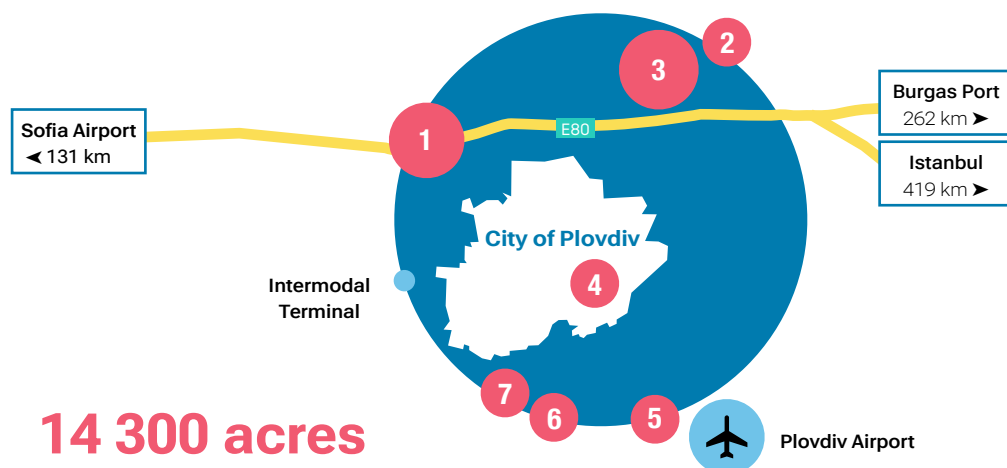 2
3
Burgas Port
262 km ➤
Sofia Airport
◄ 131 km
1
E80
Istanbul
419 km ➤
City of Plovdiv
4
Intermodal
Terminal
7
6
5
14 300 acres
Plovdiv Airport